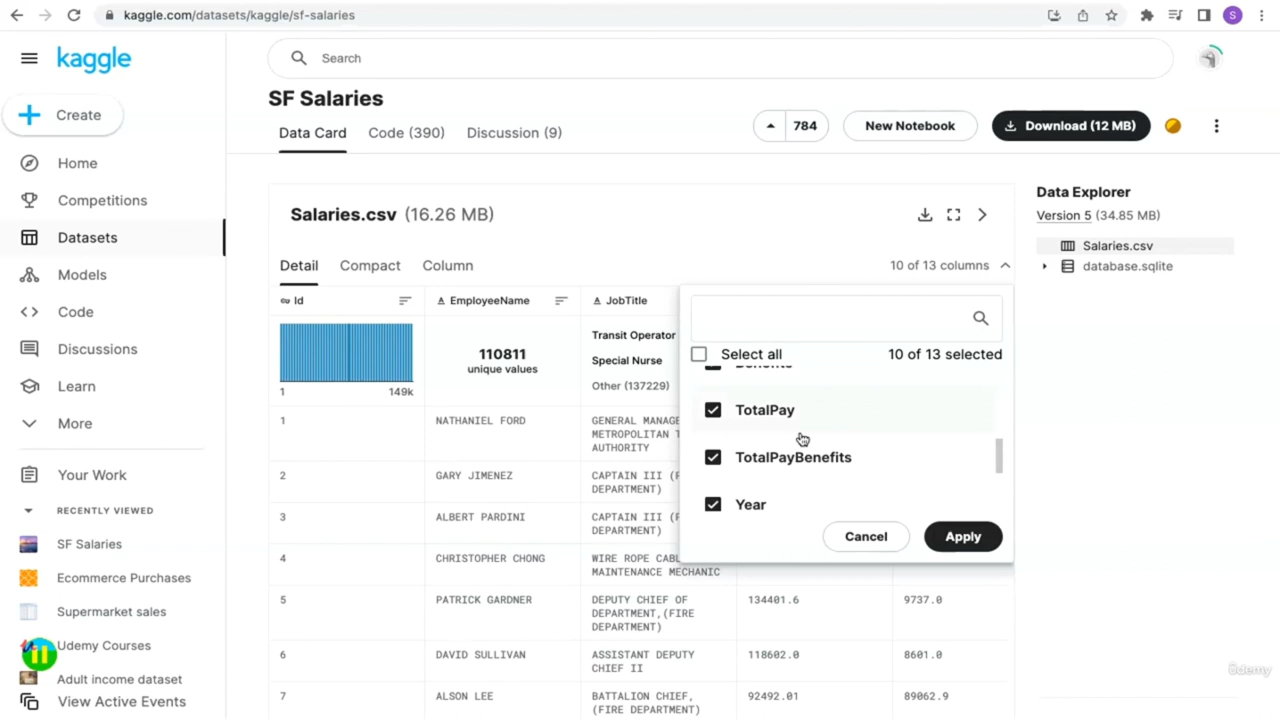 kaggle.com/datasets/kaggle/sf-salaries
S
kaggle
Search
Create
Home
Competitions
Datasets
Models
Code
Discussions
Learn
More
Your Work
RECENTLY VIEWED
SF Salaries
Ecommerce Purchases
Supermarket sales
Udemy Courses
Adult income dataset
View Active Events
SF Salaries
Data Card
Code (390)
Discussion (9)
784
New Notebook
Download (12 MB)
Salaries.csv (16.26 MB)
Detail
Compact
Column
10 of 13 columns
Id
EmployeeName
JobTitle
1
149k
110811
unique values
Transit Operator
Special Nurse
Other (137229)
1
NATHANIEL FORD
GENERAL MANAGE
METROPOLITAN T
AUTHORITY
2
GARY JIMENEZ
CAPTAIN III (P
DEPARTMENT)
3
ALBERT PARDINI
CAPTAIN III (P
DEPARTMENT)
4
CHRISTOPHER CHONG
WIRE ROPE CABL
MAINTENANCE MECHANIC
5
PATRICK GARDNER
DEPUTY CHIEF OF
DEPARTMENT,(FIRE
DEPARTMENT)
134401.6
9737.0
6
DAVID SULLIVAN
ASSISTANT DEPUTY
CHIEF II
118602.0
8601.0
7
ALSON LEE
BATTALION CHIEF,
(FIRE DEPARTMENT)
92492.01
89062.9
Select all
10 of 13 selected
Benefits
TotalPay
TotalPayBenefits
Year
Cancel
Apply
Data Explorer
Version 5 (34.85 MB)
Salaries.csv
database.sqlite
ûdemy